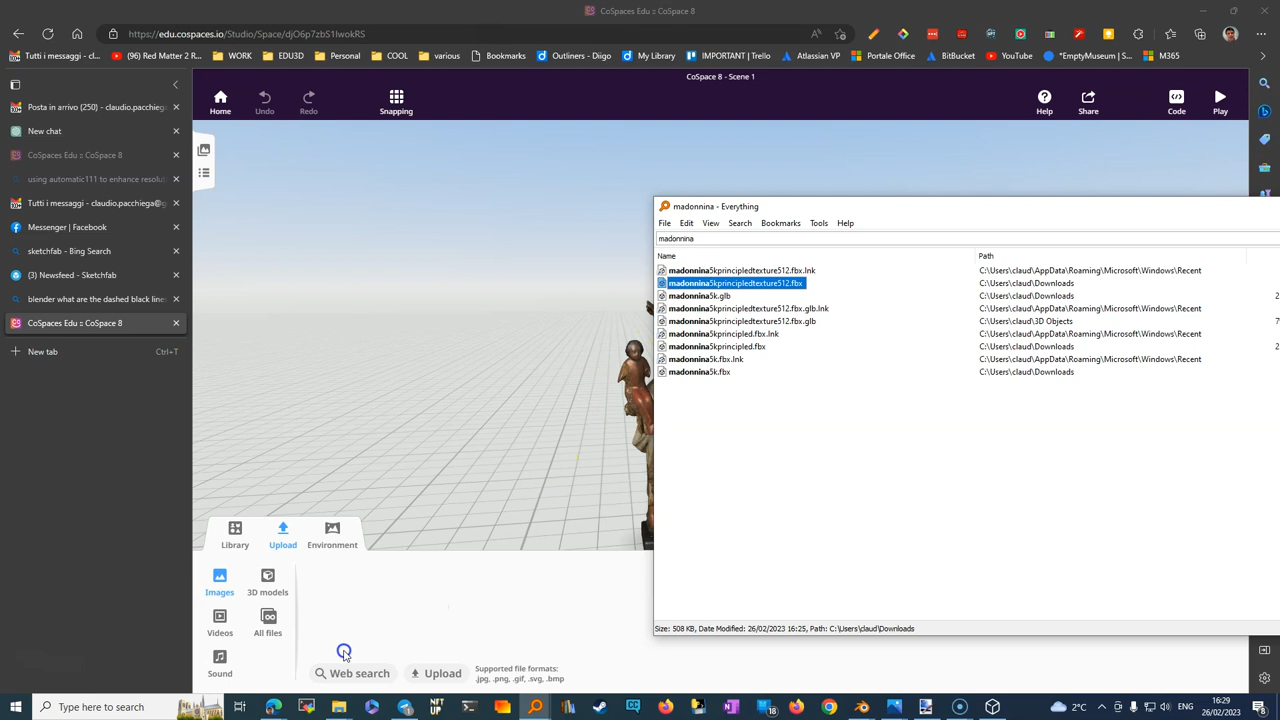 CoSpaces Edu :: CoSpace 8
https://edu.cospaces.io/Studio/Space/djO6p7zbS1IwokRS
Tutti i messaggi - clau...
(96) Red Matter 2 R...
WORK
EDU3D
Personal
COOL
various
Bookmarks
Outliners - Diigo
My Library
IMPORTANT | Trello
Atlassian VP
Portale Office
BitBucket
YouTube
*EmptyMuseum | S...
M365
CoSpace 8 - Scene 1
Home
Undo
Redo
Snapping
Help
Share
Code
Play
Posta in arrivo (250) - claudio.pacchieg
New chat
CoSpaces Edu :: CoSpace 8
using automatic111 to enhance resolut
Tutti i messaggi - claudio.pacchiega@g
Messenger | Facebook
sketchfab - Bing Search
(3) Newsfeed - Sketchfab
blender what are the dashed black lines
CoSpaces Edu :: CoSpace 8
New tab
Ctrl+T
madonnina - Everything
File Edit View Search Bookmarks Tools Help
madonnina
Name Path
madonnina5kprincipledtexture512.fbx.lnk C:\Users\claud\AppData\Roaming\Microsoft\Windows\Recent
madonnina5kprincipledtexture512.fbx C:\Users\claud\Downloads
madonnina5k.glb C:\Users\claud\Downloads 2
madonnina5kprincipledtexture512.fbx.glb.lnk C:\Users\claud\AppData\Roaming\Microsoft\Windows\Recent
madonnina5kprincipledtexture512.fbx.glb C:\Users\claud\3D Objects 7
madonnina5kprincipled.fbx.lnk C:\Users\claud\AppData\Roaming\Microsoft\Windows\Recent
madonnina5kprincipled.fbx C:\Users\claud\Downloads 2
madonnina5k.fbx.lnk C:\Users\claud\AppData\Roaming\Microsoft\Windows\Recent
madonnina5k.fbx C:\Users\claud\Downloads
Size: 508 KB, Date Modified: 26/02/2023 16:25, Path: C:\Users\claud\Downloads
Library
Upload
Environment
Images
3D models
Videos
All files
Sound
Web search
Upload
Supported file formats:
.jpg, .png, .gif, .svg, .bmp
Type here to search
18
2°C
16:29
26/02/2023